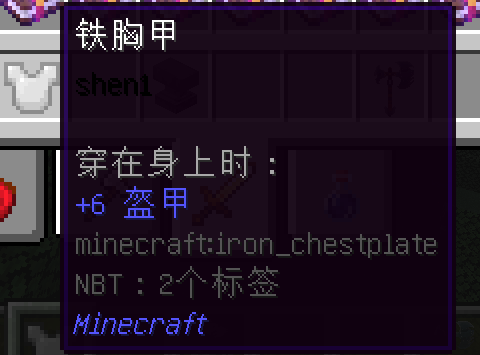 铁胸甲
shen1
穿在身上时：
+6 盔甲
minecraft:iron_chestplate
NBT：2个标签
Minecraft